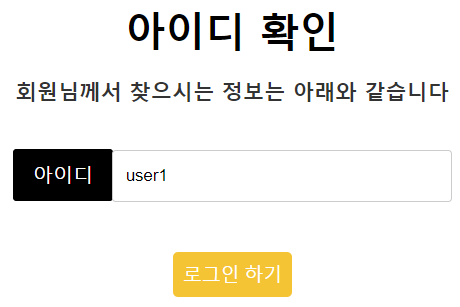 아이디 확인
회원님께서 찾으시는 정보는 아래와 같습니다
아이디 user1
로그인 하기